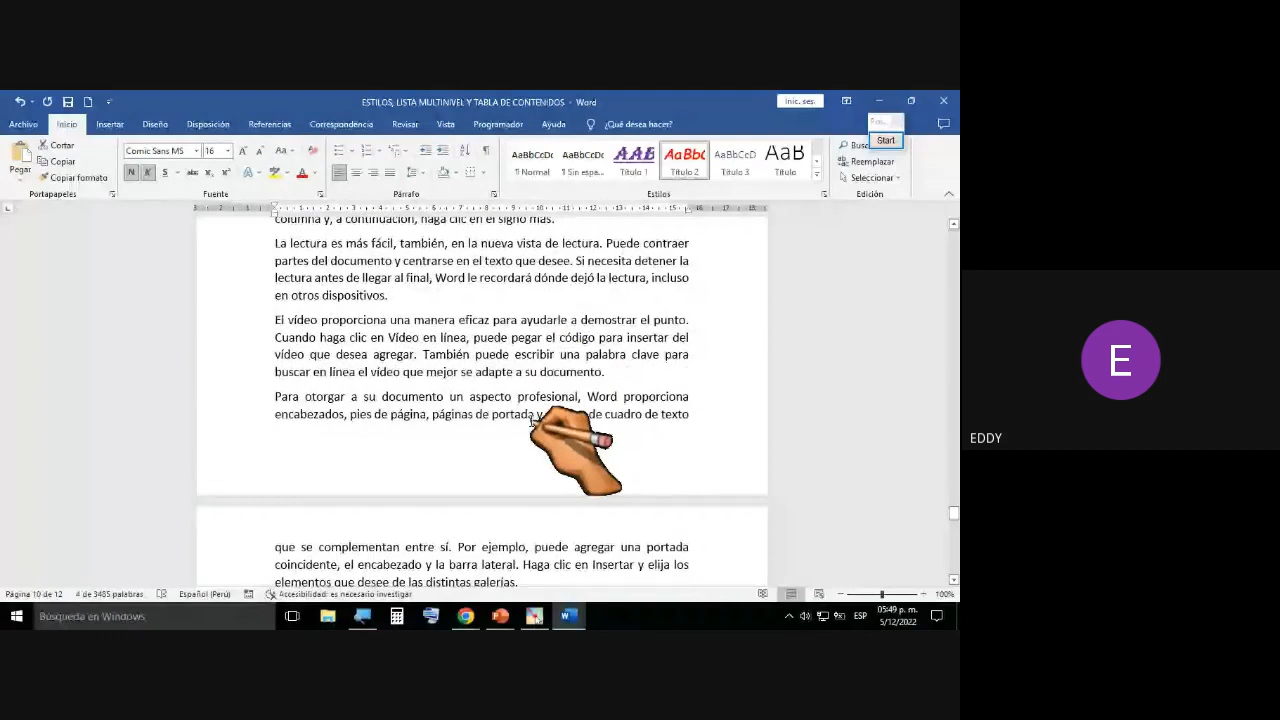 ESTILOS, LISTA MULTINIVEL Y TABLA DE CONTENIDOS - Word
Inic. ses.
Archivo Inicio Insertar Diseño Disposición Referencias Correspondencia Revisar Vista Programador Ayuda ¿Qué desea hacer?
Start
Pegar
Cortar
Copiar
Copiar formato
Portapapeles
Comic Sans MS 16
Fuente
Párrafo
AaBbCcDc AaBbCcDc AAB AaBbC AaBbCcD AaB
¶ Normal ¶ Sin espa... Título 1 Título 2 Título 3 Título
Estilos
Reemplazar
Seleccionar
Edición
columna y, a continuación, haga clic en el signo más.
La lectura es más fácil, también, en la nueva vista de lectura. Puede contraer
partes del documento y centrarse en el texto que desee. Si necesita detener la
lectura antes de llegar al final, Word le recordará dónde dejó la lectura, incluso
en otros dispositivos.
El vídeo proporciona una manera eficaz para ayudarle a demostrar el punto.
Cuando haga clic en Vídeo en línea, puede pegar el código para insertar del
vídeo que desea agregar. También puede escribir una palabra clave para
buscar en línea el vídeo que mejor se adapte a su documento.
Para otorgar a su documento un aspecto profesional, Word proporciona
encabezados, pies de página, páginas de portada y de cuadro de texto
que se complementan entre sí. Por ejemplo, puede agregar una portada
coincidente, el encabezado y la barra lateral. Haga clic en Insertar y elija los
elementos que desee de las distintas galerías.
Página 10 de 12 4 de 3485 palabras Español (Perú) Accesibilidad: es necesario investigar 100%
Búsqueda en Windows
ESP
05:49 p. m.
5/12/2022
E
EDDY